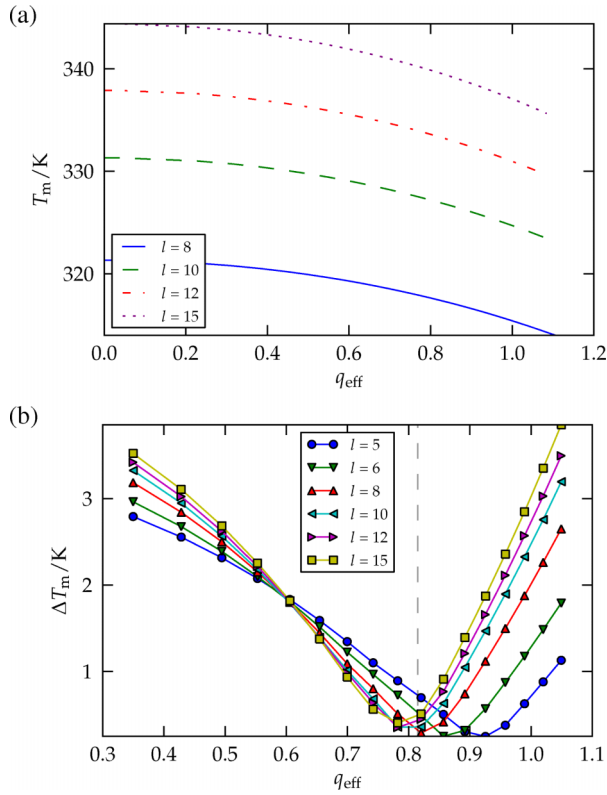 (a)
340
330
320
T_m/K
l = 8
l = 10
l = 12
l = 15
0.0 0.2 0.4 0.6 0.8 1.0 1.2
q_eff
(b)
3
2
1
ΔT_m/K
l = 5
l = 6
l = 8
l = 10
l = 12
l = 15
0.3 0.4 0.5 0.6 0.7 0.8 0.9 1.0 1.1
q_eff